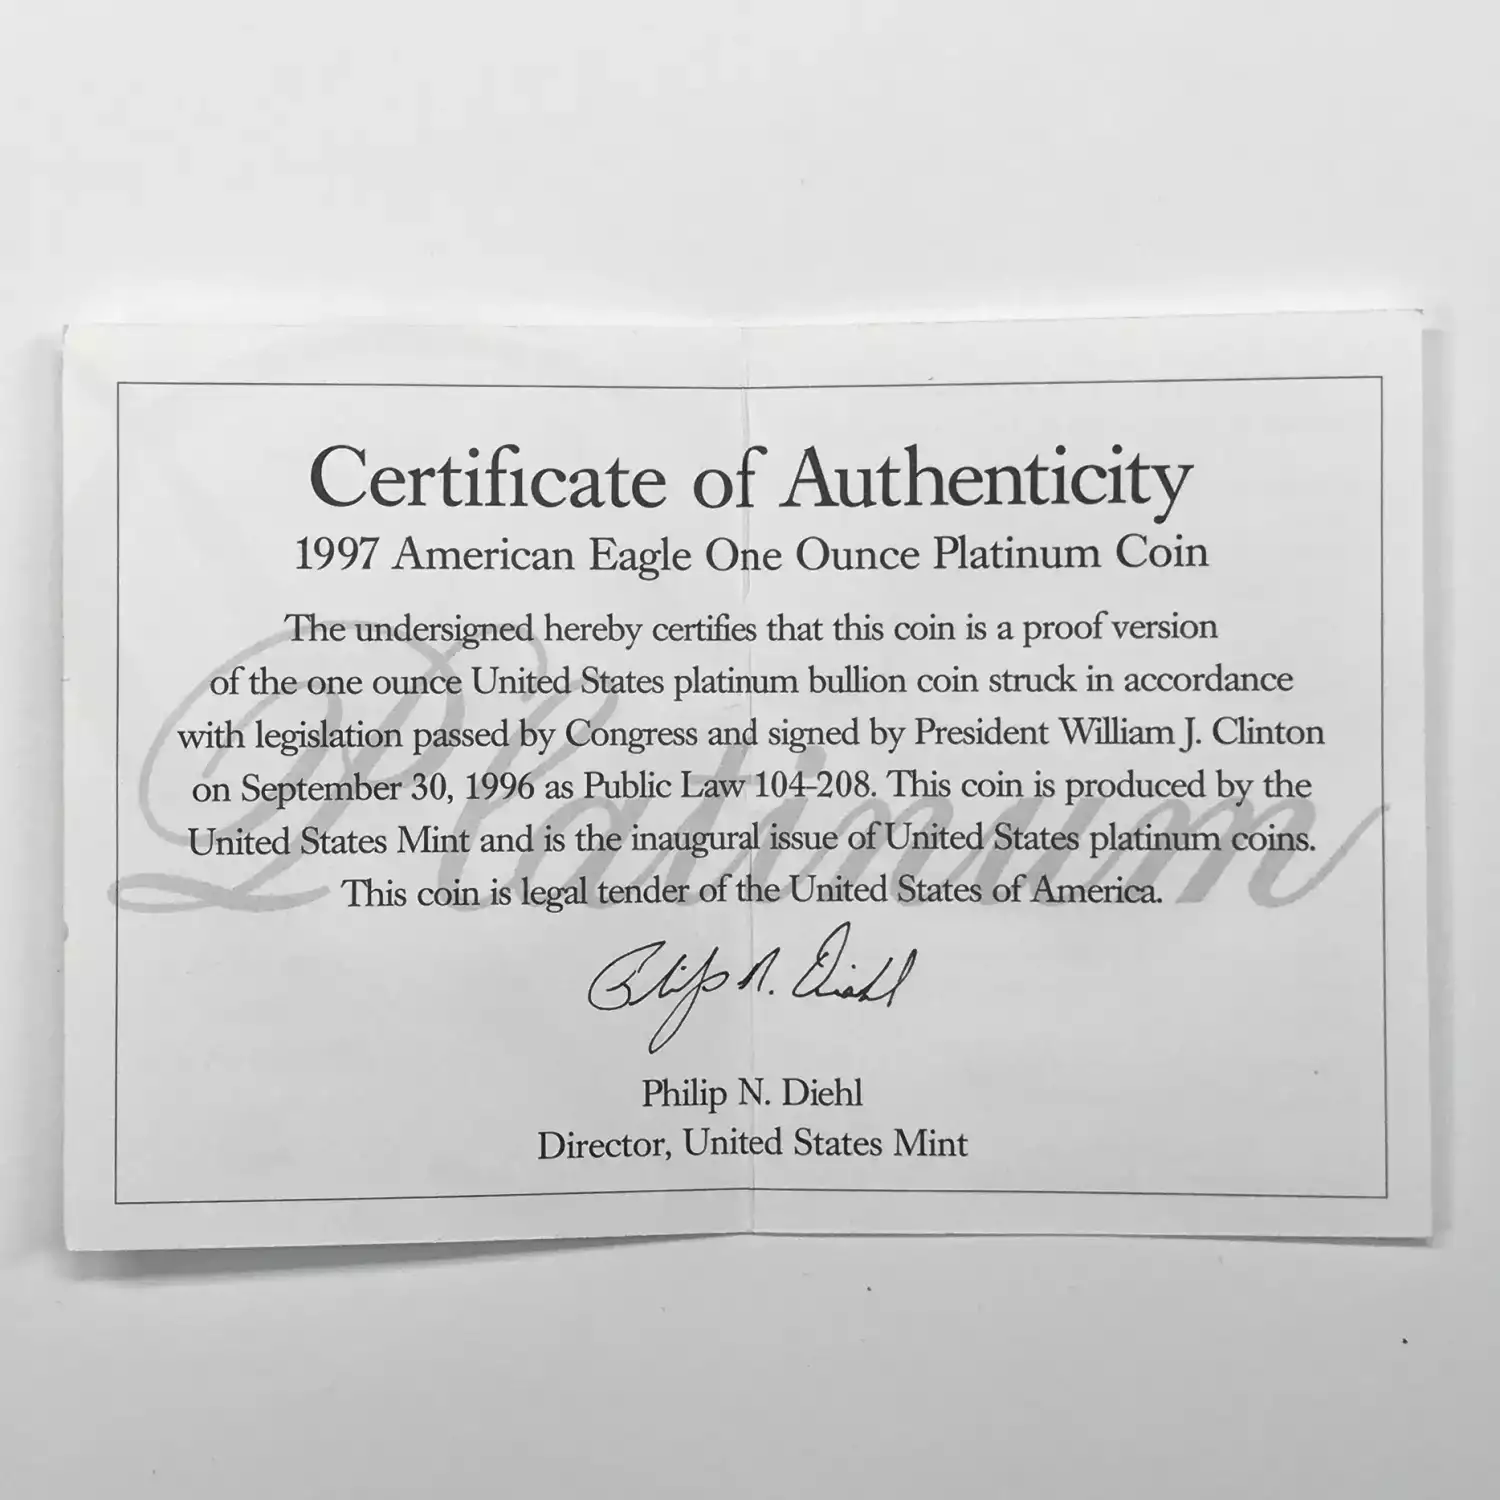 Certificate of Authenticity
1997 American Eagle One Ounce Platinum Coin
The undersigned hereby certifies that this coin is a proof version
of the one ounce United States platinum bullion coin struck in accordance
with legislation passed by Congress and signed by President William J. Clinton
on September 30, 1996 as Public Law 104-208. This coin is produced by the
United States Mint and is the inaugural issue of United States platinum coins.
This coin is legal tender of the United States of America.
Platinum
Philip N. Diehl
Philip N. Diehl
Director, United States Mint